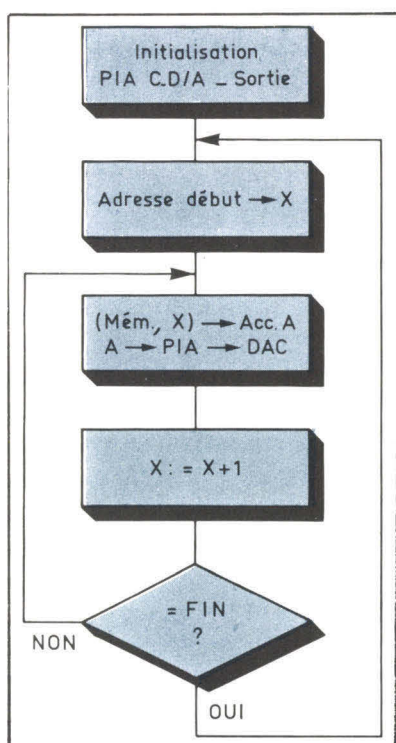 Initialisation
PIA C.D/A _ Sortie
Adresse début → X
(Mém., X) → Acc. A
A → PIA → DAC
X : = X+1
= FIN
?
NON
OUI